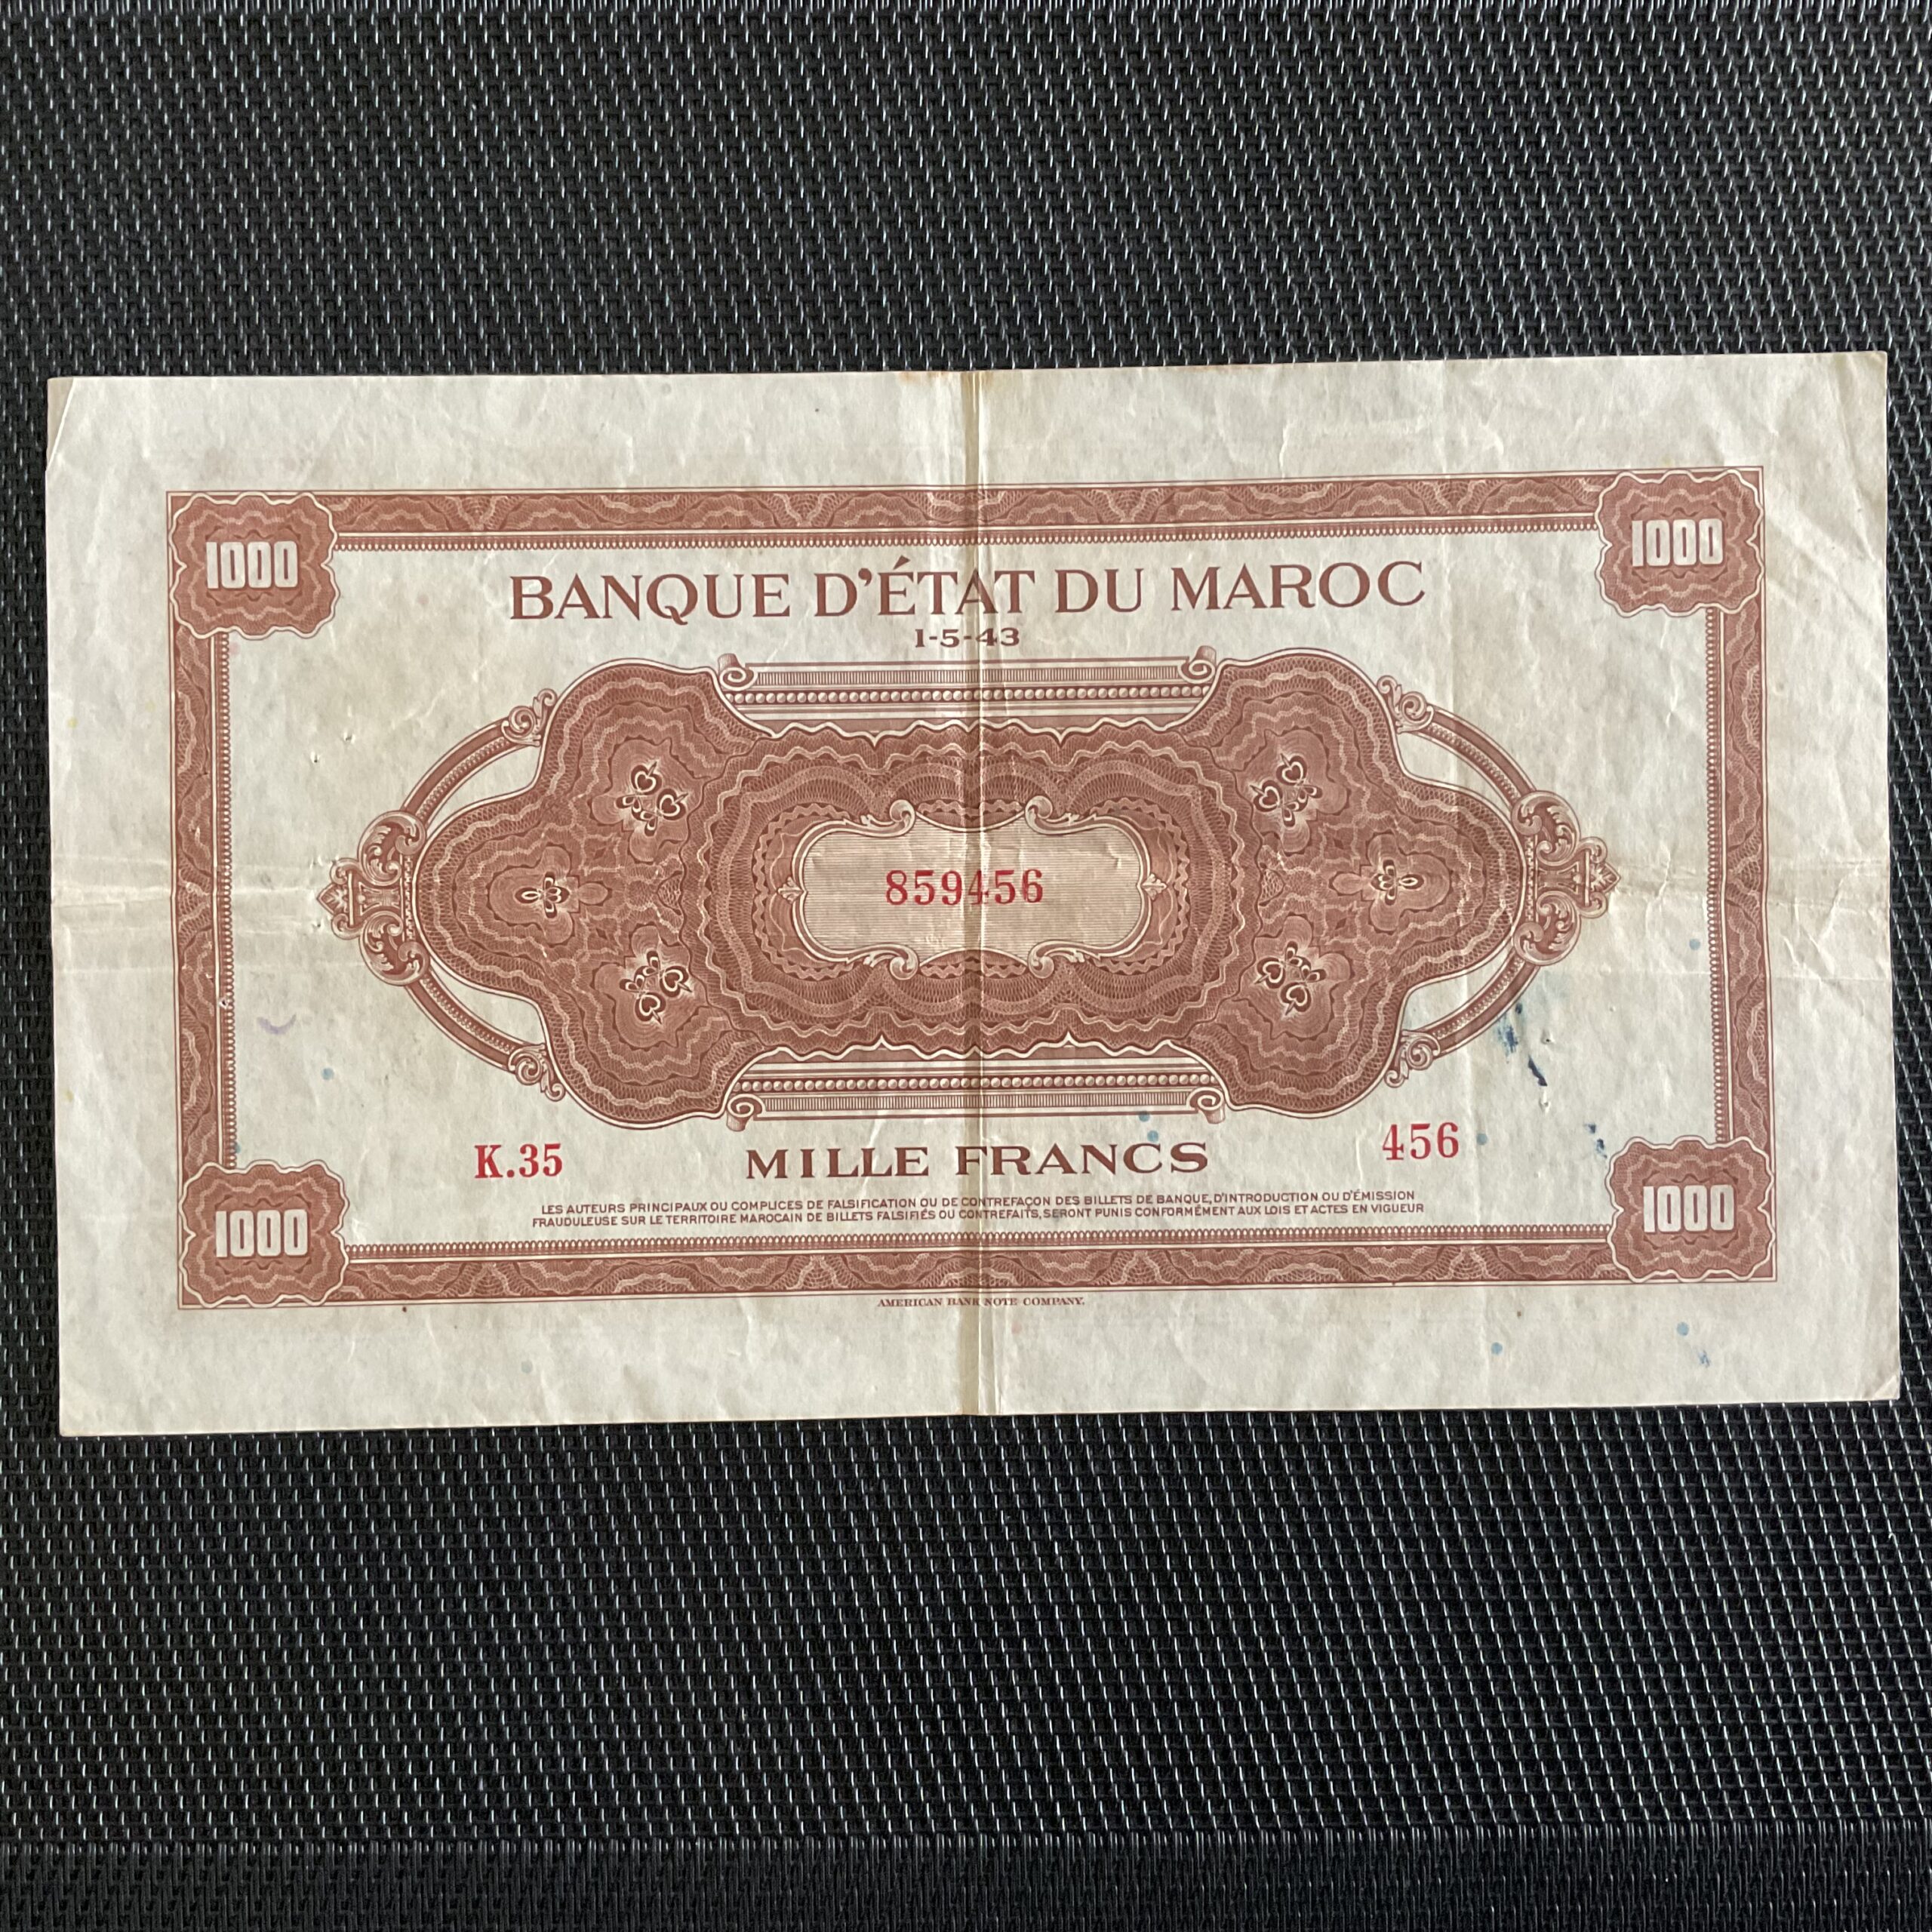 1000
1000
BANQUE D'ÉTAT DU MAROC
1-5-43
859456
K.35
MILLE FRANCS
456
LES AUTEURS PRINCIPAUX OU COMPLICES DE FALSIFICATION OU DE CONTREFAÇON DES BILLETS DE BANQUE, D'INTRODUCTION OU D'ÉMISSION
FRAUDULEUSE SUR LE TERRITOIRE MAROCAIN DE BILLETS FALSIFIÉS OU CONTREFAITS, SERONT PUNIS CONFORMÉMENT AUX LOIS ET ACTES EN VIGUEUR
1000
1000
AMERICAN BANK NOTE COMPANY.